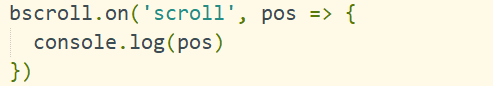 bscroll.on('scroll', pos => {
  console.log(pos)
})